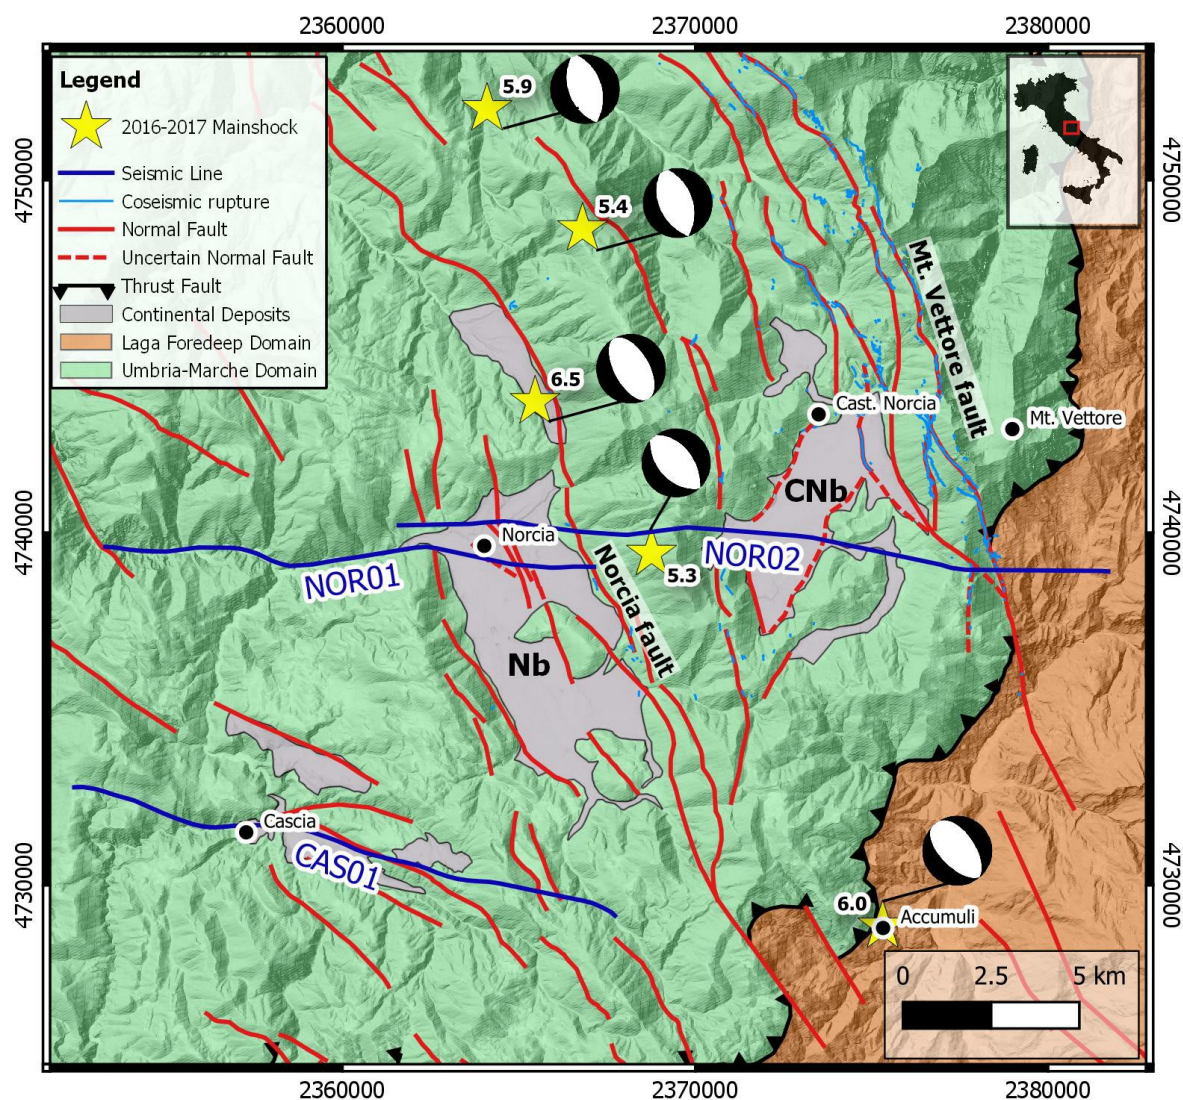 2360000
2370000
2380000
Legend
2016-2017 Mainshock
Seismic Line
Coseismic rupture
Normal Fault
Uncertain Normal Fault
Thrust Fault
Continental Deposits
Laga Foredeep Domain
Umbria-Marche Domain
5.9
5.4
6.5
5.3
6.0
4750000
4750000
Mt. Vettore fault
Cast. Norcia
Mt. Vettore
CNb
4740000
4740000
Norcia
NOR01
NOR02
Norcia fault
Nb
Cascia
CAS01
4730000
4730000
Accumuli
0
2.5
5 km
2360000
2370000
2380000